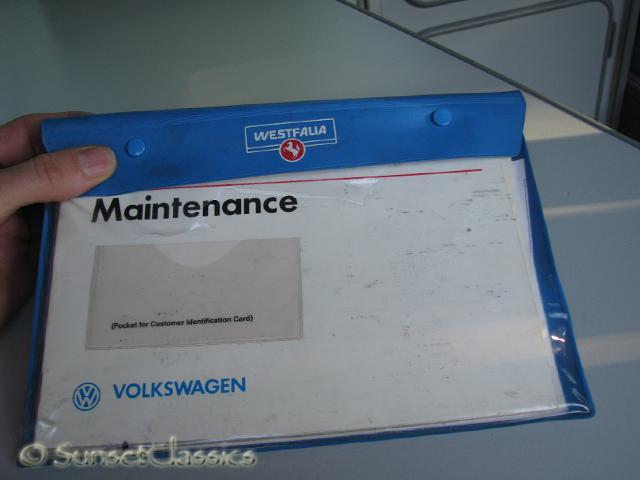 WESTFALIA
Maintenance
(Pocket for Customer Identification Card)
VOLKSWAGEN
© SunsetClassics